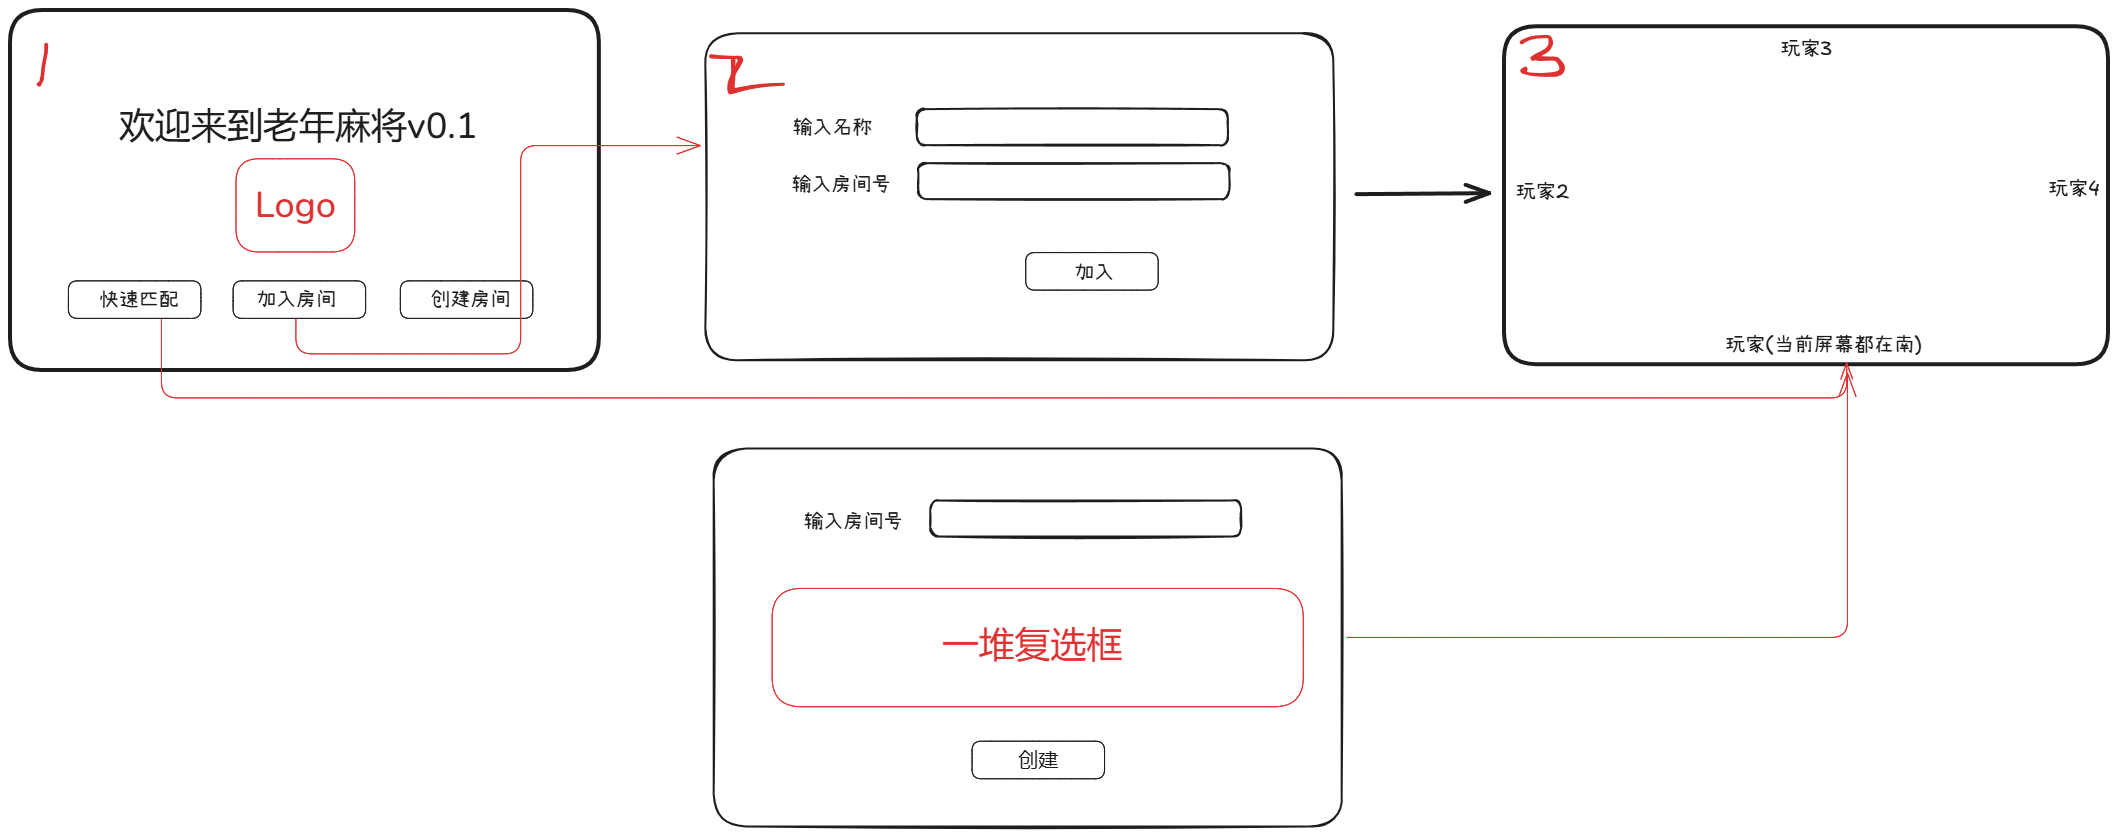 1
欢迎来到老年麻将v0.1
Logo
快速匹配
加入房间
创建房间
2
输入名称
输入房间号
加入
3
玩家3
玩家2
玩家4
玩家(当前屏幕都在南)
输入房间号
一堆复选框
创建